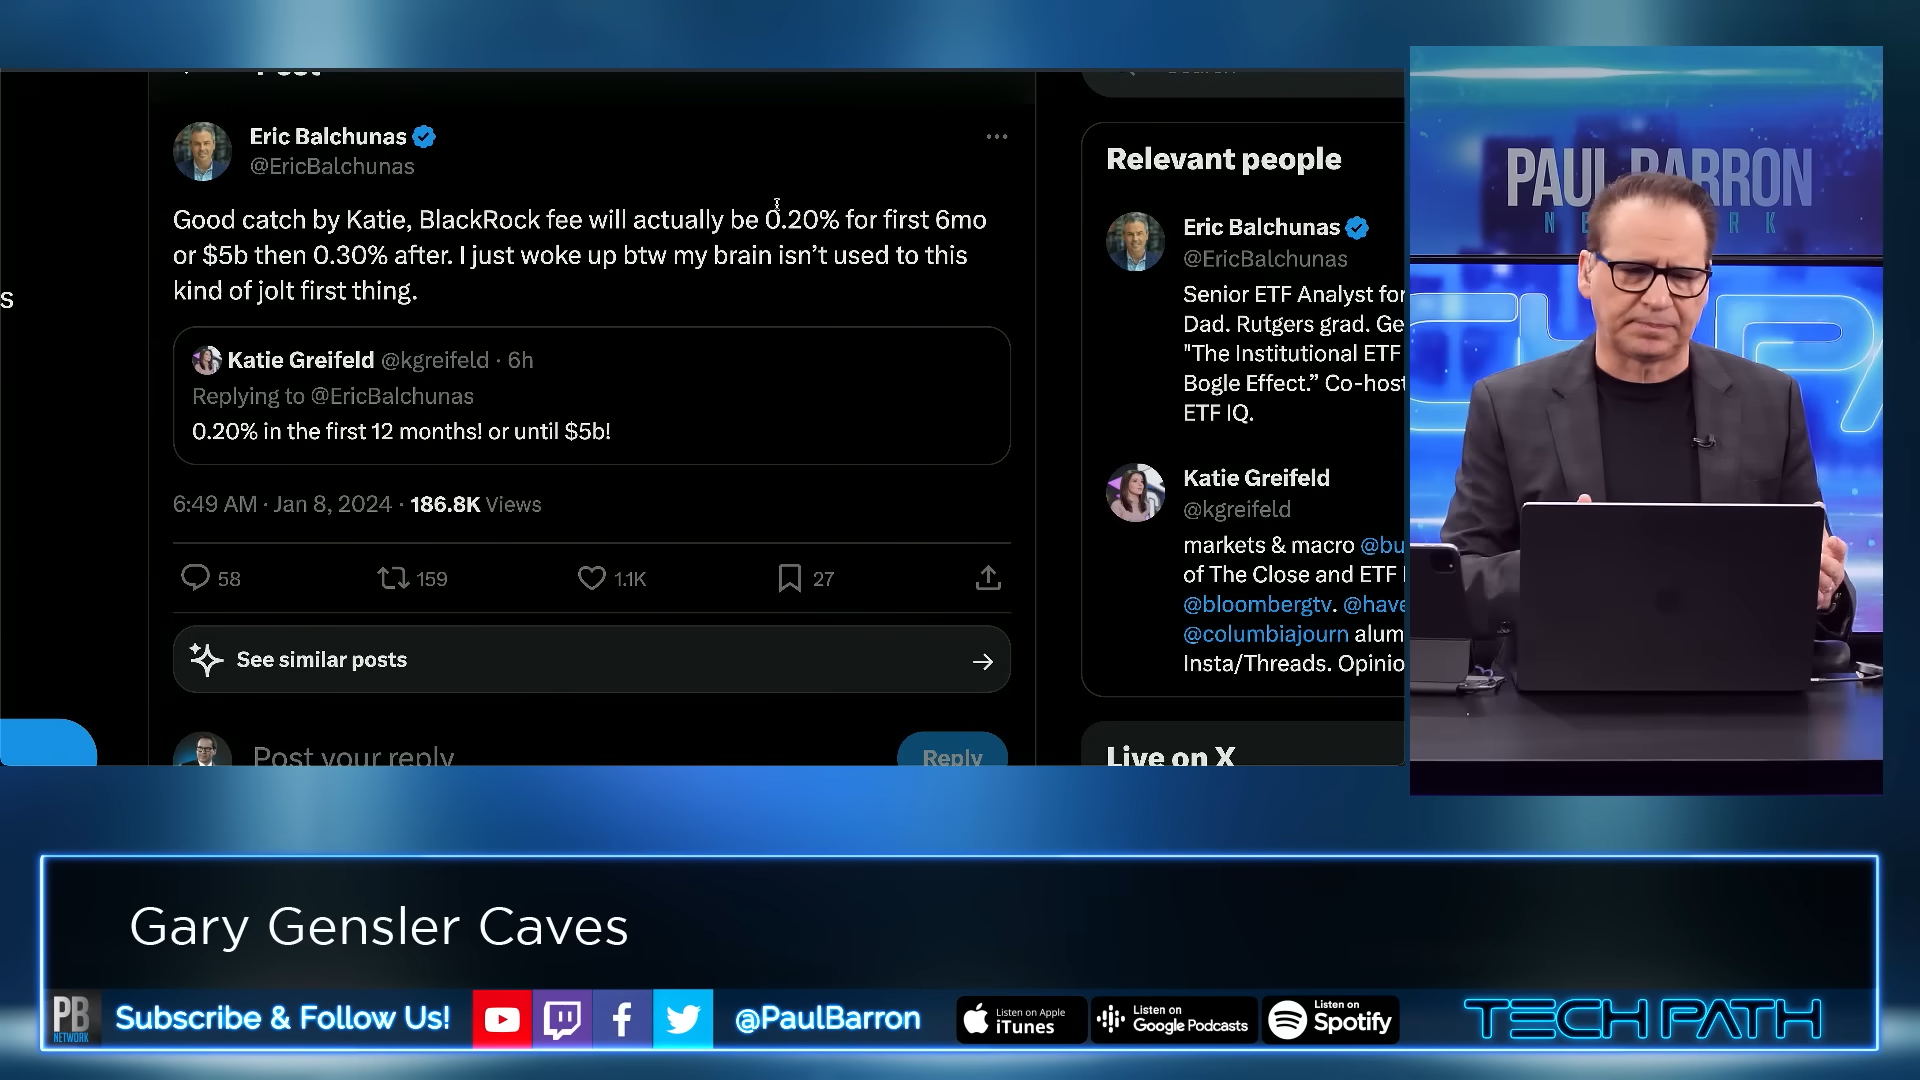 Post
Eric Balchunas
@EricBalchunas
Good catch by Katie, BlackRock fee will actually be 0.20% for first 6mo
or $5b then 0.30% after. I just woke up btw my brain isn’t used to this
kind of jolt first thing.
Katie Greifeld @kgreifeld · 6h
Replying to @EricBalchunas
0.20% in the first 12 months! or until $5b!
6:49 AM · Jan 8, 2024 · 186.8K Views
58 159 1.1K 27
See similar posts
Post your reply
Reply
s
Relevant people
Eric Balchunas
@EricBalchunas
Senior ETF Analyst for
Dad. Rutgers grad. Ge
"The Institutional ETF
Bogle Effect.” Co-host
ETF IQ.
Katie Greifeld
@kgreifeld
markets & macro @bu
of The Close and ETF I
@bloombergtv. @have
@columbiajourn alum
Insta/Threads. Opinio
Live on X
PAUL BARRON
Gary Gensler Caves
PB
NETWORK
Subscribe & Follow Us!
@PaulBarron
Listen on Apple
iTunes
Listen on
Google Podcasts
Listen on
Spotify
TECH PATH